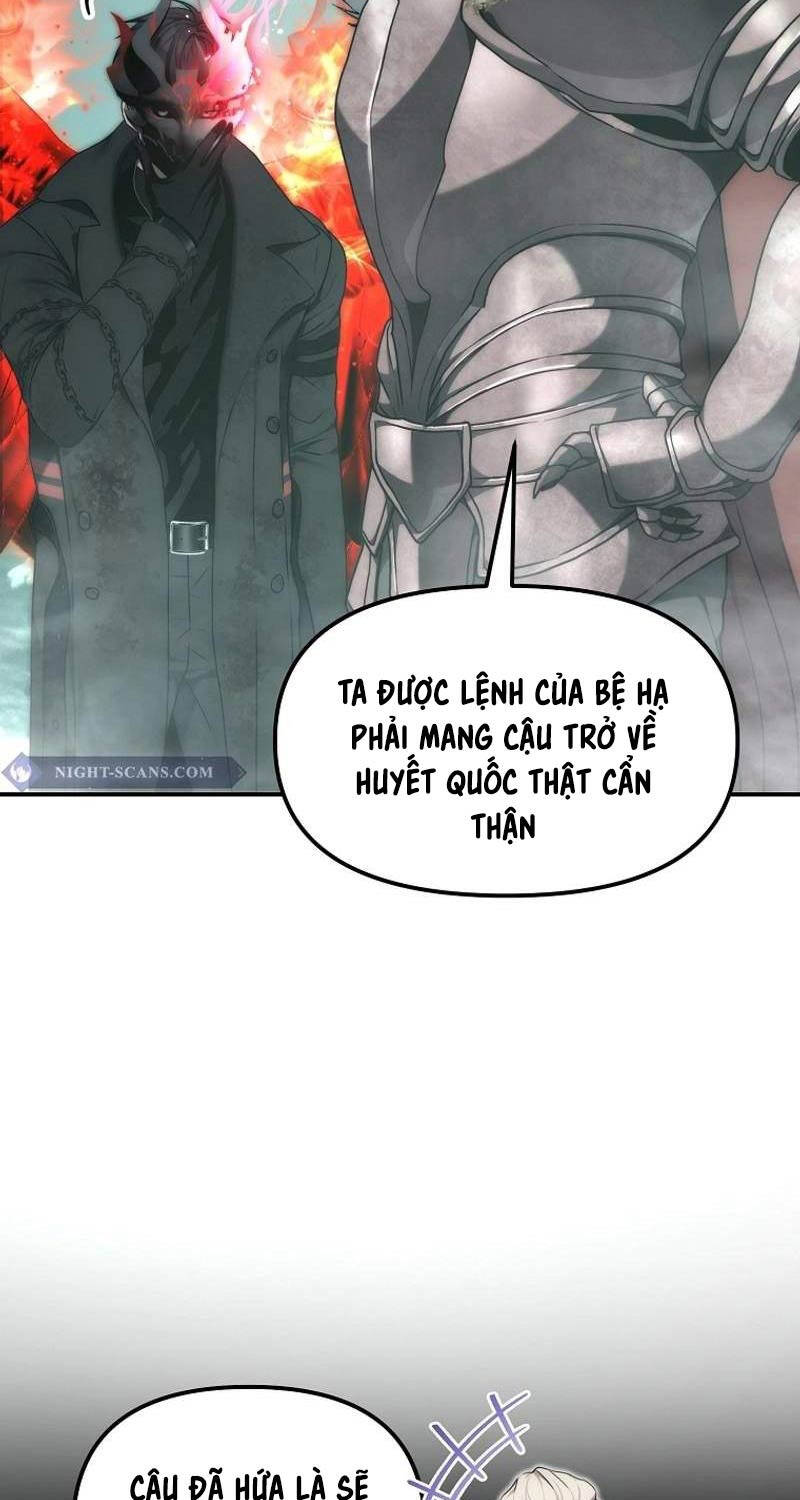 NIGHT-SCANS.COM
TA ĐƯỢC LỆNH CỦA BỆ HẠ
PHẢI MANG CẬU TRỞ VỀ
HUYẾT QUỐC THẬT CẨN
THẬN
CẬU ĐÃ HỨA LÀ SẼ